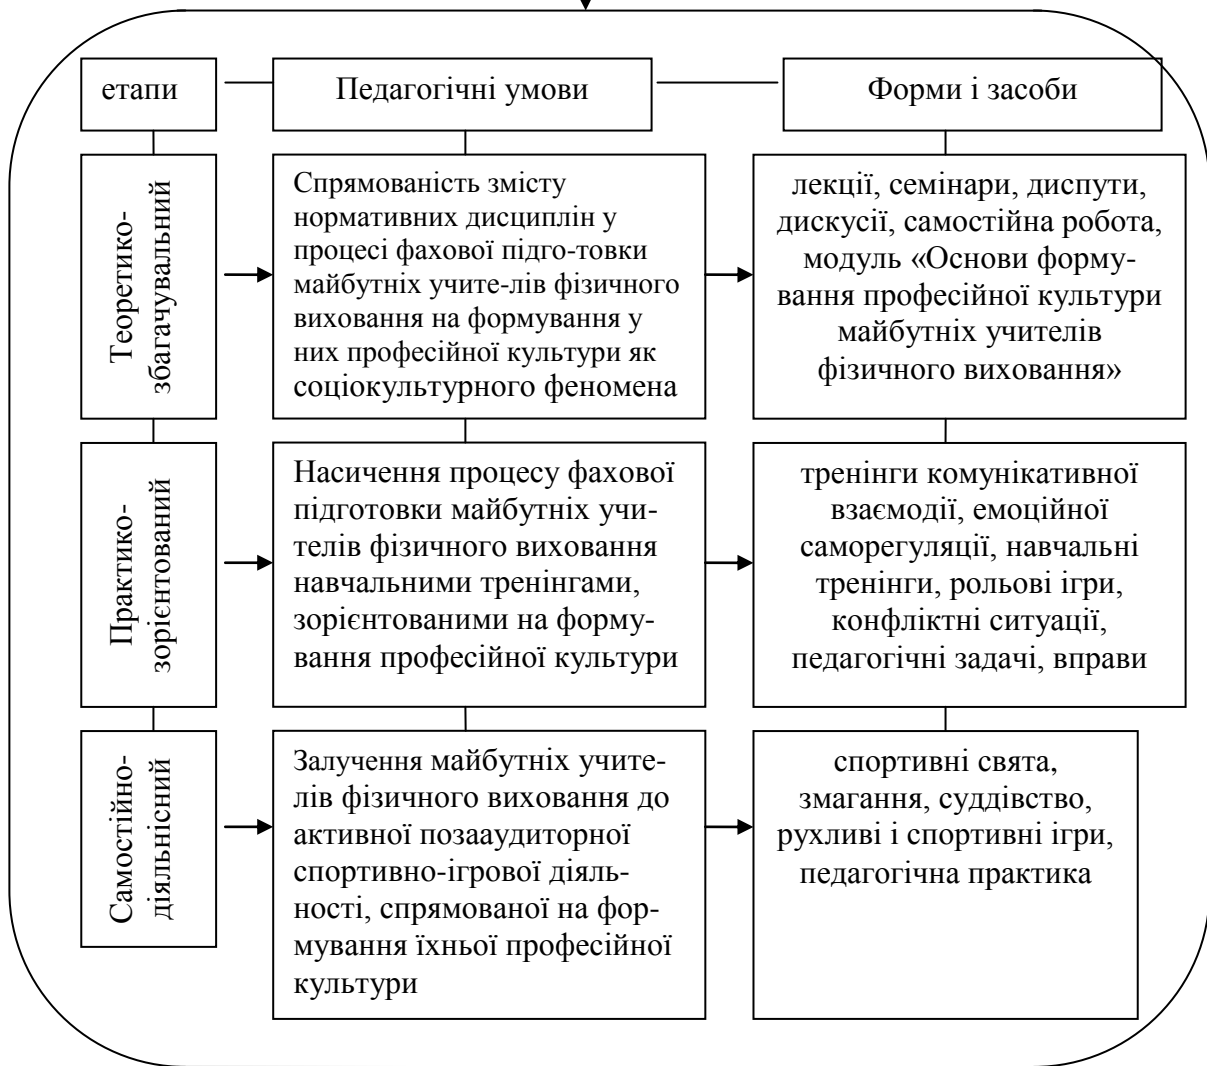 етапи
Педагогічні умови
Форми і засоби
Теоретико-
збагачувальний
Спрямованість змісту
нормативних дисциплін у
процесі фахової підго-товки
майбутніх учите-лів фізичного
виховання на формування у
них професійної культури як
соціокультурного феномена
лекції, семінари, диспути,
дискусії, самостійна робота,
модуль «Основи форму-
вання професійної культури
майбутніх учителів
фізичного виховання»
Практико-
зорієнтований
Насичення процесу фахової
підготовки майбутніх учи-
телів фізичного виховання
навчальними тренінгами,
зорієнтованими на форму-
вання професійної культури
тренінги комунікативної
взаємодії, емоційної
саморегуляції, навчальні
тренінги, рольові ігри,
конфліктні ситуації,
педагогічні задачі, вправи
Самостійно-
діяльнісний
Залучення майбутніх учите-
лів фізичного виховання до
активної позааудиторної
спортивно-ігрової діяль-
ності, спрямованої на фор-
мування їхньої професійної
культури
спортивні свята,
змагання, суддівство,
рухливі і спортивні ігри,
педагогічна практика